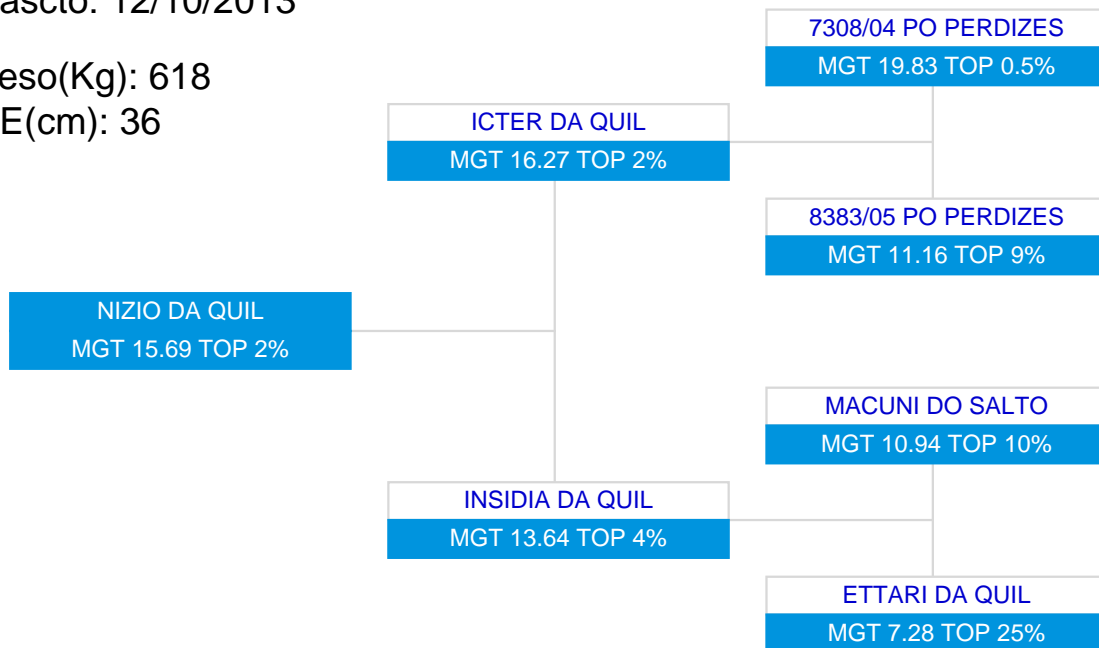 ascto: 12/10/2013
eso(Kg): 618
E(cm): 36
7308/04 PO PERDIZES
MGT 19.83 TOP 0.5%
ICTER DA QUIL
MGT 16.27 TOP 2%
8383/05 PO PERDIZES
MGT 11.16 TOP 9%
NIZIO DA QUIL
MGT 15.69 TOP 2%
MACUNI DO SALTO
MGT 10.94 TOP 10%
INSIDIA DA QUIL
MGT 13.64 TOP 4%
ETTARI DA QUIL
MGT 7.28 TOP 25%